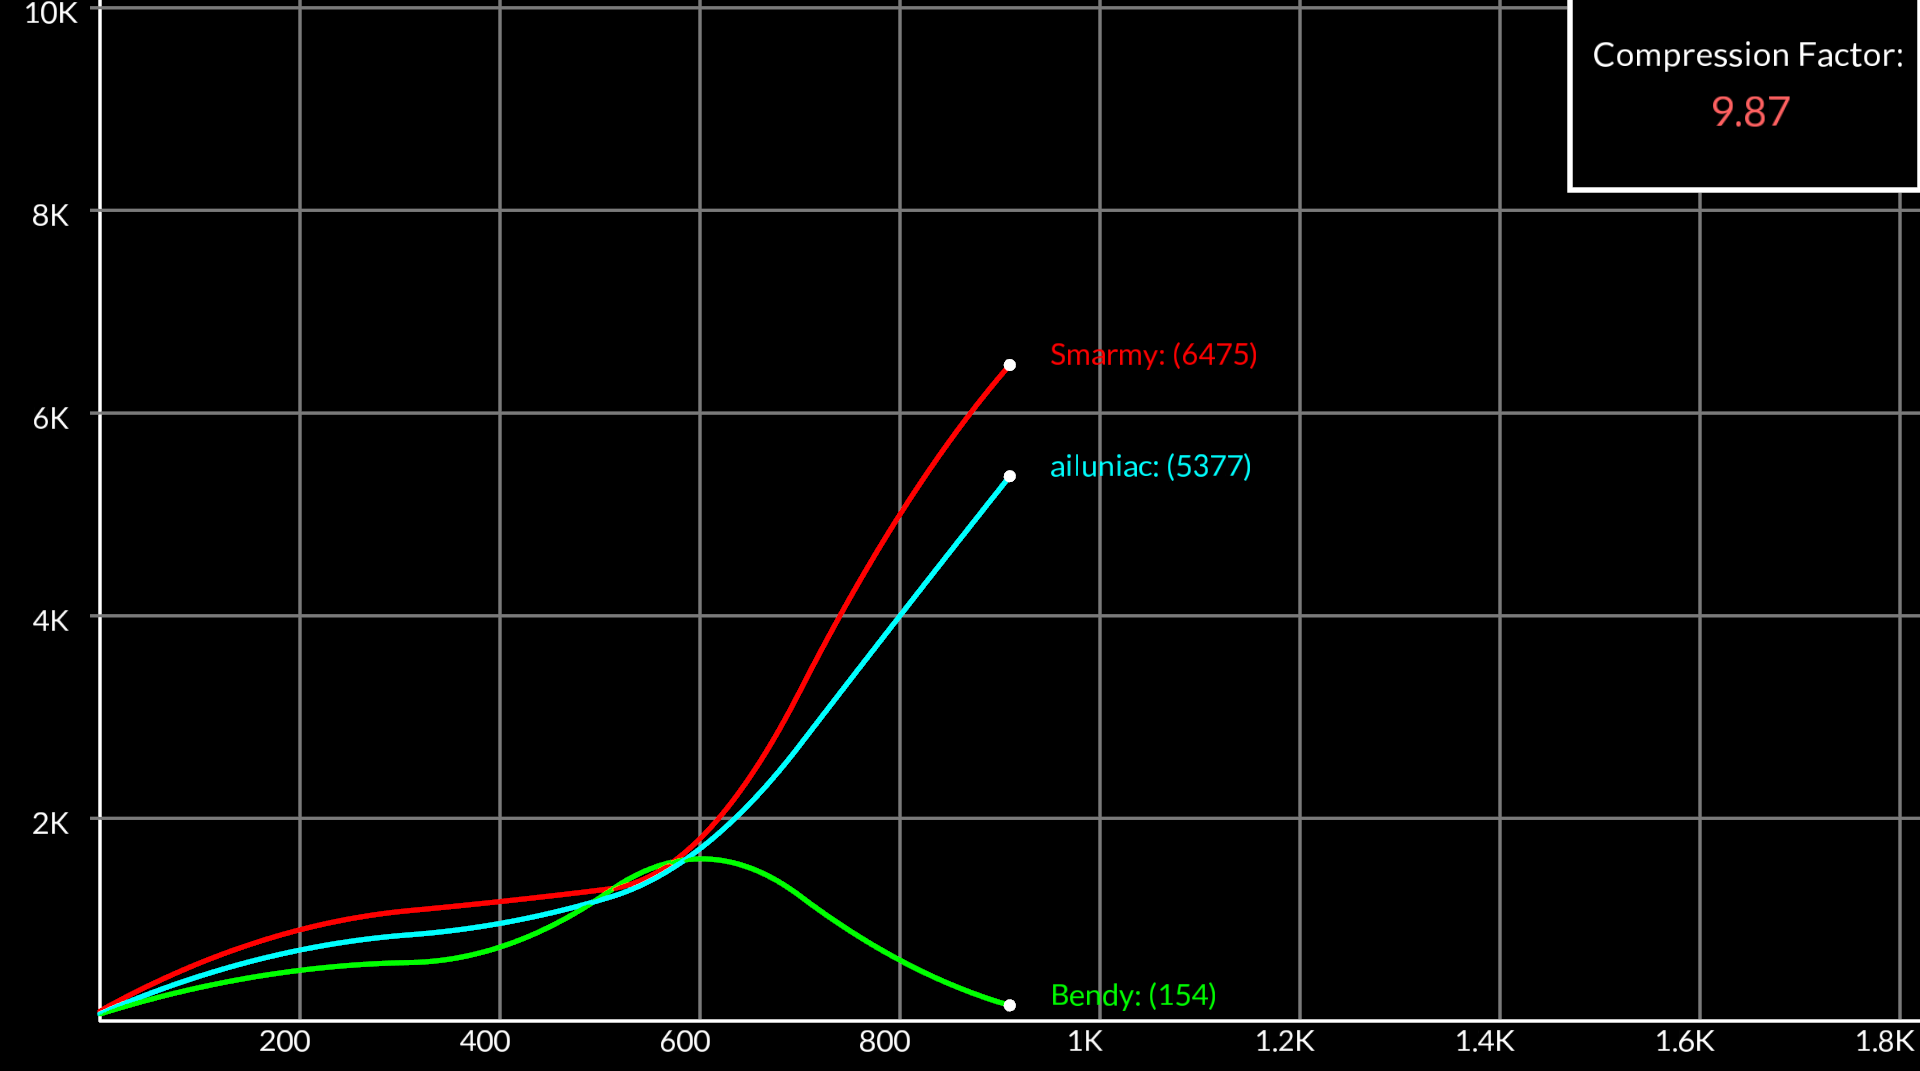 10K
Compression Factor:
9.87
8K
Smarmy: (6475)
6K
ailuniac: (5377)
4K
2K
Bendy: (154)
200 400 600 800 1K 1.2K 1.4K 1.6K 1.8K